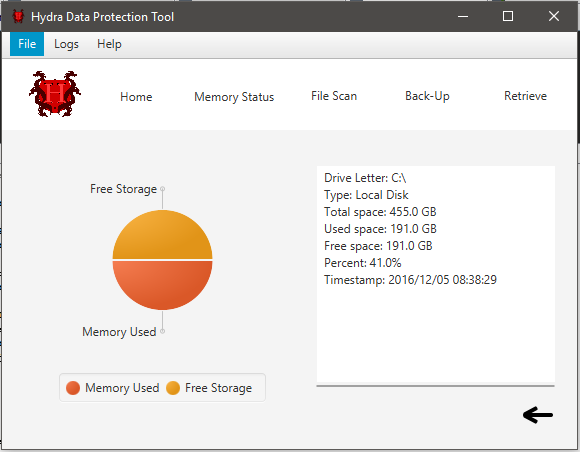 Hydra Data Protection Tool
File Logs Help
H
Home Memory Status File Scan Back-Up Retrieve
Free Storage
Memory Used
Memory Used Free Storage
Drive Letter: C:\
Type: Local Disk
Total space: 455.0 GB
Used space: 191.0 GB
Free space: 191.0 GB
Percent: 41.0%
Timestamp: 2016/12/05 08:38:29